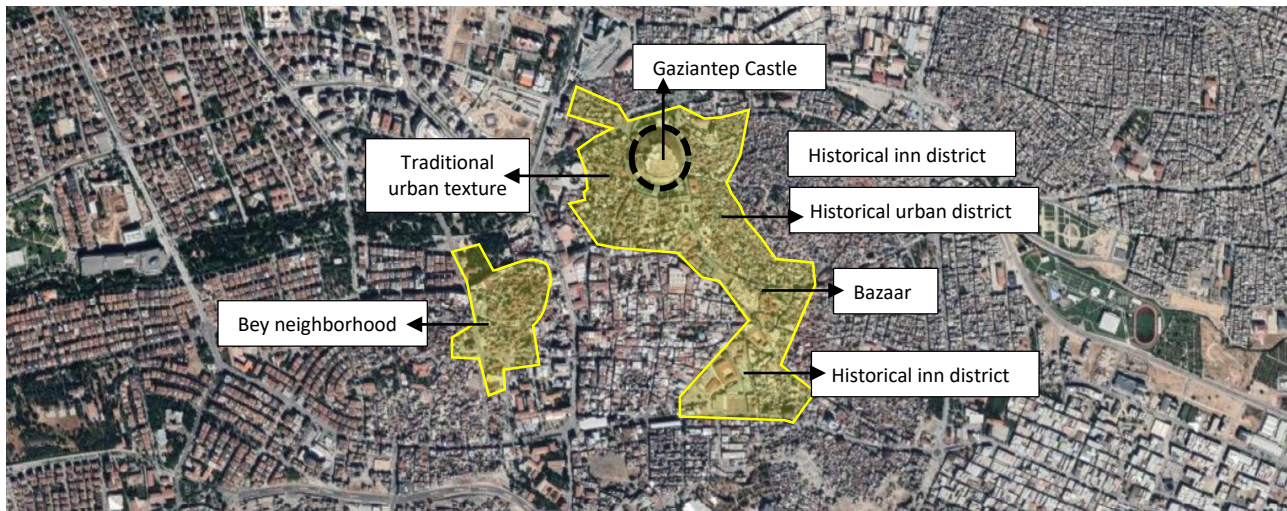 Gaziantep Castle
Historical inn district
Traditional
urban texture
Historical urban district
Bazaar
Bey neighborhood
Historical inn district